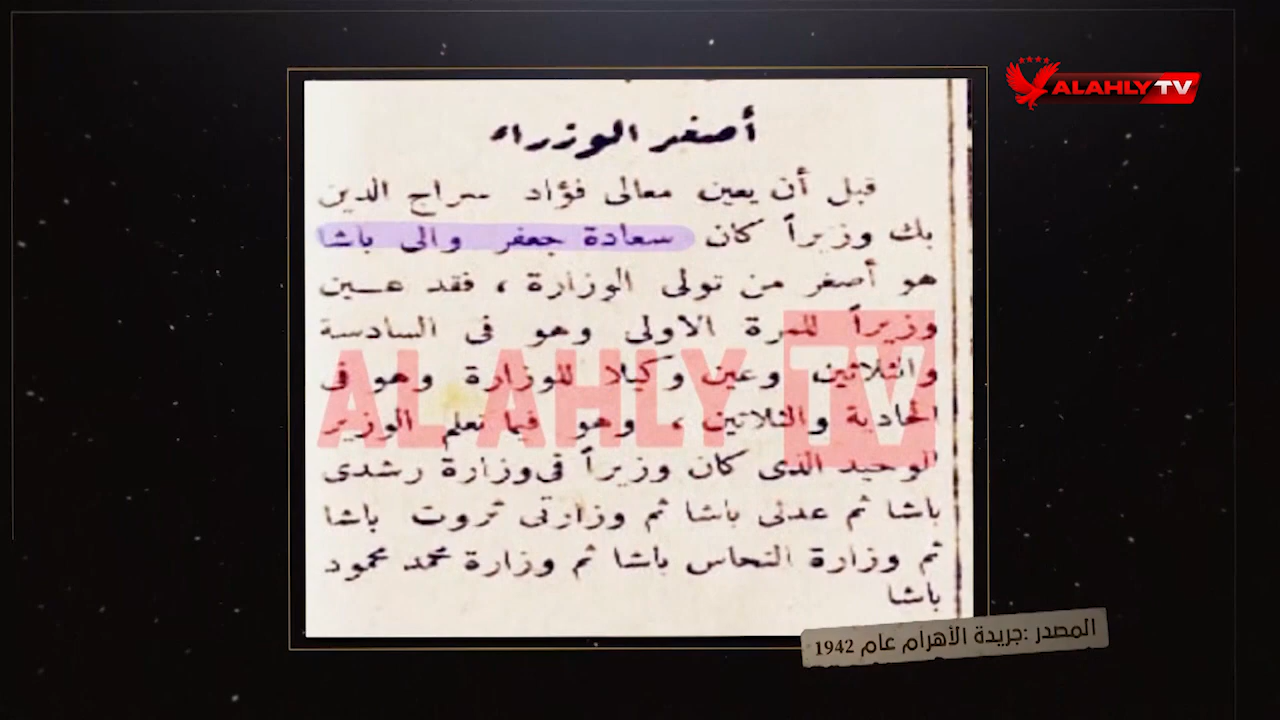 ALAHLY TV
أصغر الوزراء
قبل أن يعين معالى فؤاد سراج الدين
بك وزيراً كان سعادة جعفر والى باشا
هو أصغر من تولى الوزارة ، فقد عـين
وزيراً للمرة الاولى وهو فى السادسة
والثلاثين وعين وكيلا للوزارة وهو فى
الحادية والثلاثين ، وهو فيما نعلم الوزير
الوحيد الذى كان وزيراً فى وزارة رشدى
باشا ثم عدلى باشا ثم وزارتى ثروت باشا
ثم وزارة النحاس باشا ثم وزارة محمد محمود
باشا
AL AHLY TV
المصدر :جريدة الأهرام عام 1942